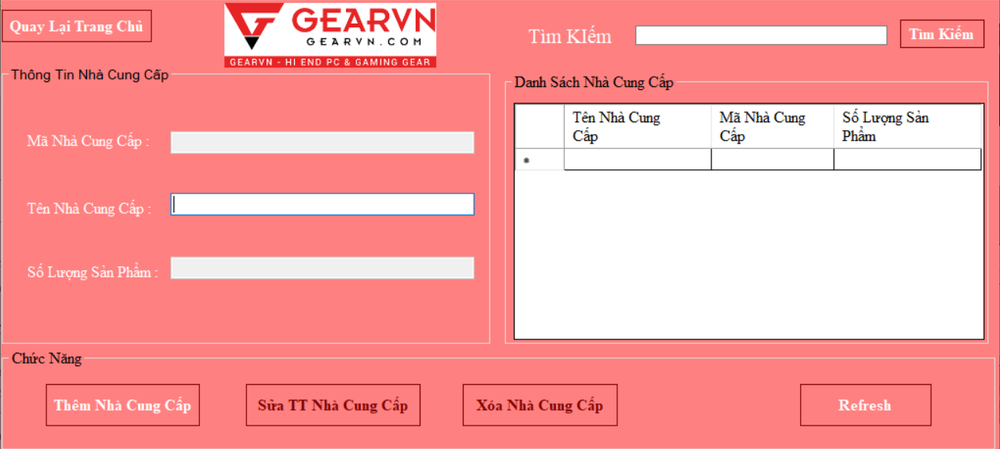 Quay Lại Trang Chủ
GEARVN
GEARVN.COM
GEARVN - HI END PC & GAMING GEAR
Tìm KIếm
Tìm Kiếm
Thông Tin Nhà Cung Cấp
Mã Nhà Cung Cấp :
Tên Nhà Cung Cấp :
Số Lượng Sản Phẩm :
Danh Sách Nhà Cung Cấp
Tên Nhà Cung
Cấp
Mã Nhà Cung
Cấp
Số Lượng Sản
Phẩm
*
Chức Năng
Thêm Nhà Cung Cấp
Sửa TT Nhà Cung Cấp
Xóa Nhà Cung Cấp
Refresh